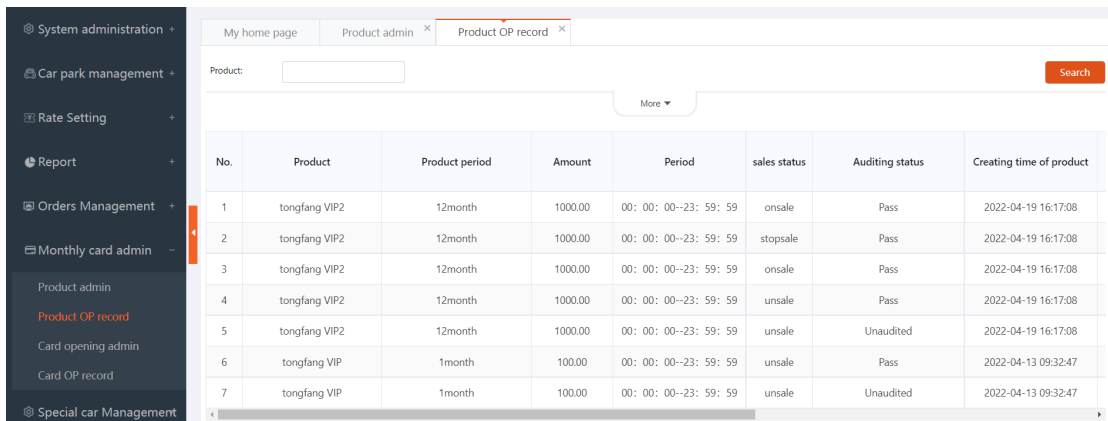 System administration +
Car park management +
Rate Setting +
Report +
Orders Management +
Monthly card admin −
Product admin
Product OP record
Card opening admin
Card OP record
Special car Management
My home page Product admin × Product OP record ×
Product: Search
More ▼
No. Product Product period Amount Period sales status Auditing status Creating time of product
1 tongfang VIP2 12month 1000.00 00: 00: 00--23: 59: 59 onsale Pass 2022-04-19 16:17:08
2 tongfang VIP2 12month 1000.00 00: 00: 00--23: 59: 59 stopsale Pass 2022-04-19 16:17:08
3 tongfang VIP2 12month 1000.00 00: 00: 00--23: 59: 59 onsale Pass 2022-04-19 16:17:08
4 tongfang VIP2 12month 1000.00 00: 00: 00--23: 59: 59 unsale Pass 2022-04-19 16:17:08
5 tongfang VIP2 12month 1000.00 00: 00: 00--23: 59: 59 unsale Unaudited 2022-04-19 16:17:08
6 tongfang VIP 1month 100.00 00: 00: 00--23: 59: 59 unsale Pass 2022-04-13 09:32:47
7 tongfang VIP 1month 100.00 00: 00: 00--23: 59: 59 unsale Unaudited 2022-04-13 09:32:47